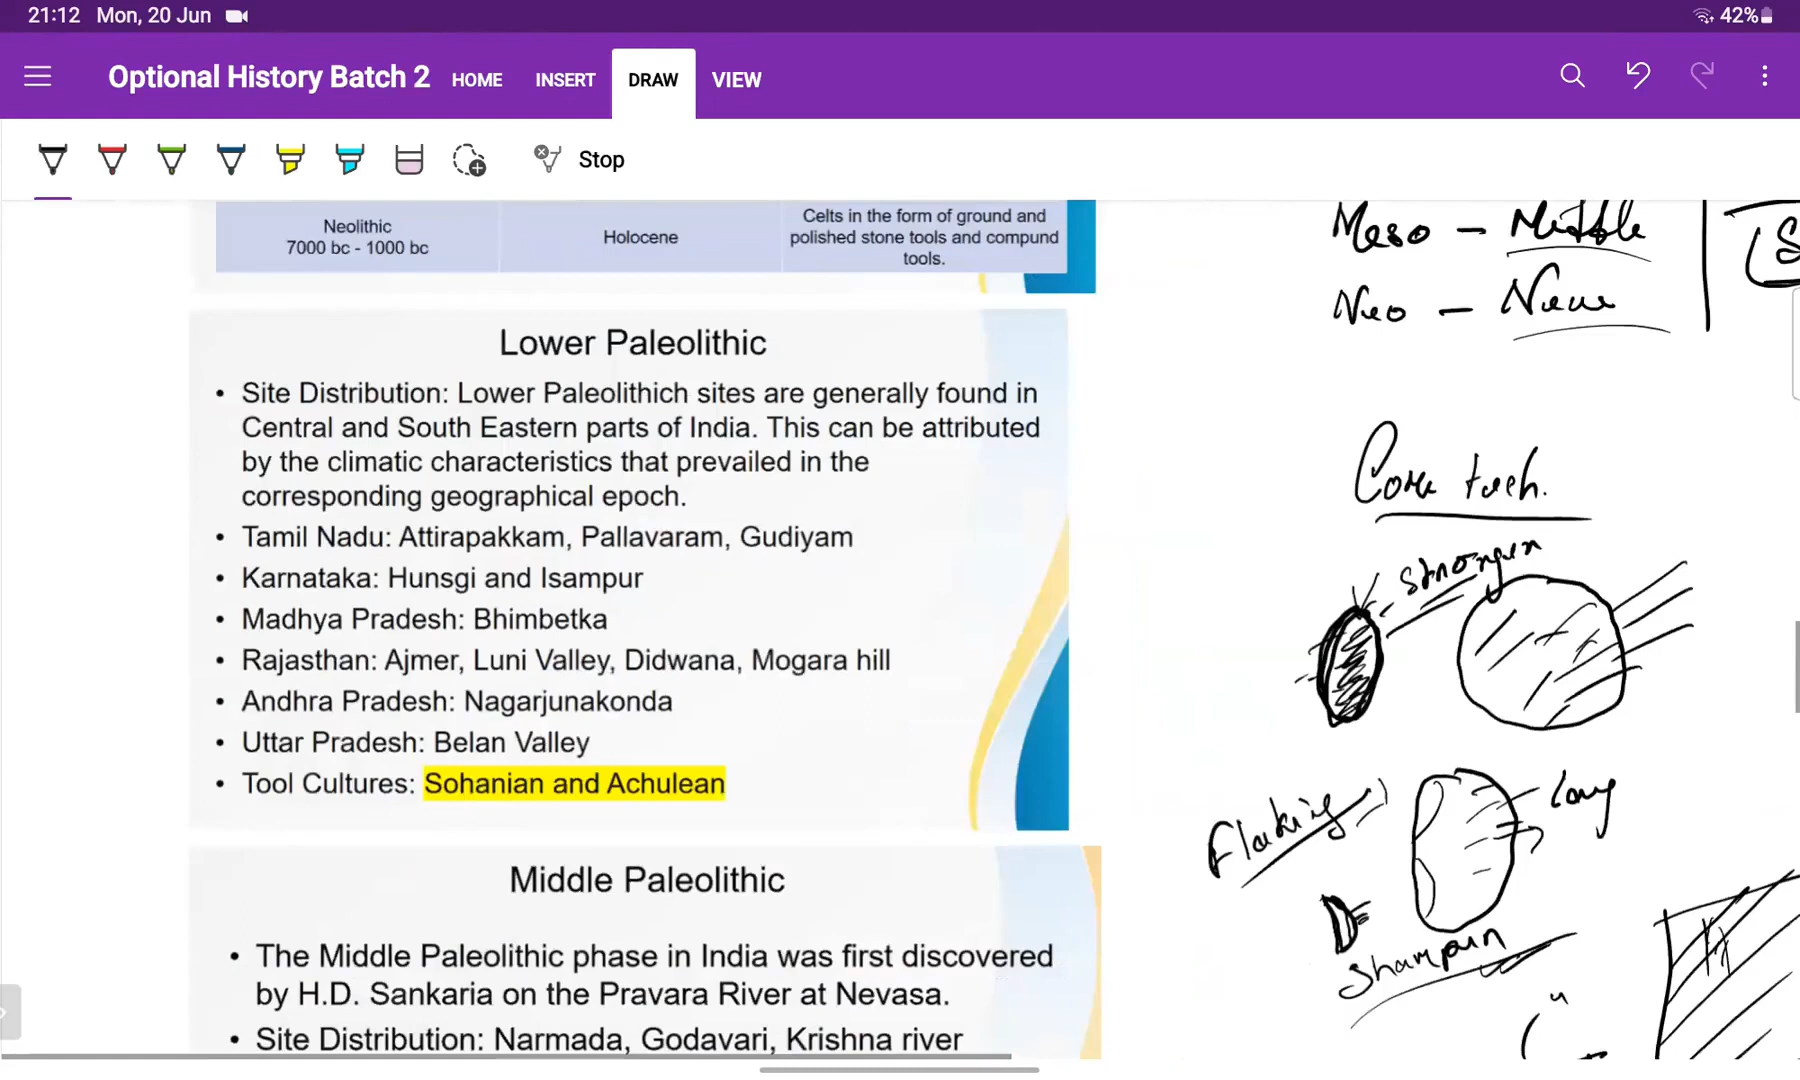 21:12 Mon, 20 Jun
42%
Optional History Batch 2 HOME INSERT DRAW VIEW
Stop
Neolithic
7000 bc - 1000 bc
Holocene
Celts in the form of ground and
polished stone tools and compund
tools.
Lower Paleolithic
• Site Distribution: Lower Paleolithich sites are generally found in
Central and South Eastern parts of India. This can be attributed
by the climatic characteristics that prevailed in the
corresponding geographical epoch.
• Tamil Nadu: Attirapakkam, Pallavaram, Gudiyam
• Karnataka: Hunsgi and Isampur
• Madhya Pradesh: Bhimbetka
• Rajasthan: Ajmer, Luni Valley, Didwana, Mogara hill
• Andhra Pradesh: Nagarjunakonda
• Uttar Pradesh: Belan Valley
• Tool Cultures: Sohanian and Achulean
Middle Paleolithic
• The Middle Paleolithic phase in India was first discovered
by H.D. Sankaria on the Pravara River at Nevasa.
• Site Distribution: Narmada, Godavari, Krishna river
Meso – Middle
Neo – New
Core tech.
Stronger
Flaking